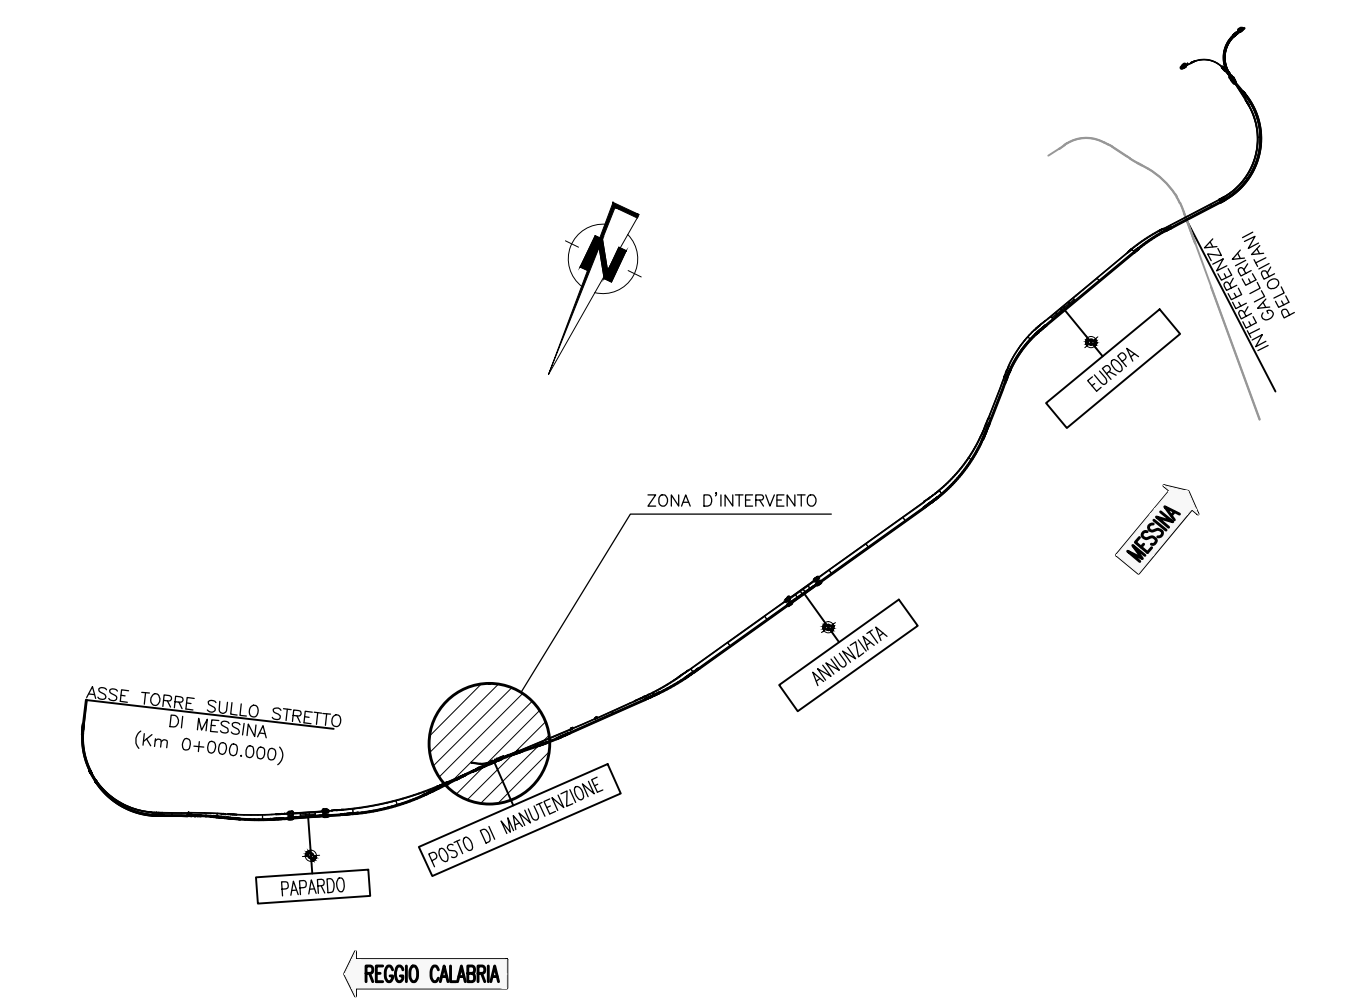 INTERFERENZA
GALLERIA
PELORITANI
N
EUROPA
ZONA D'INTERVENTO
MESSINA
ANNUNZIATA
ASSE TORRE SULLO STRETTO
DI MESSINA
(Km 0+000.000)
POSTO DI MANUTENZIONE
PAPARDO
REGGIO CALABRIA